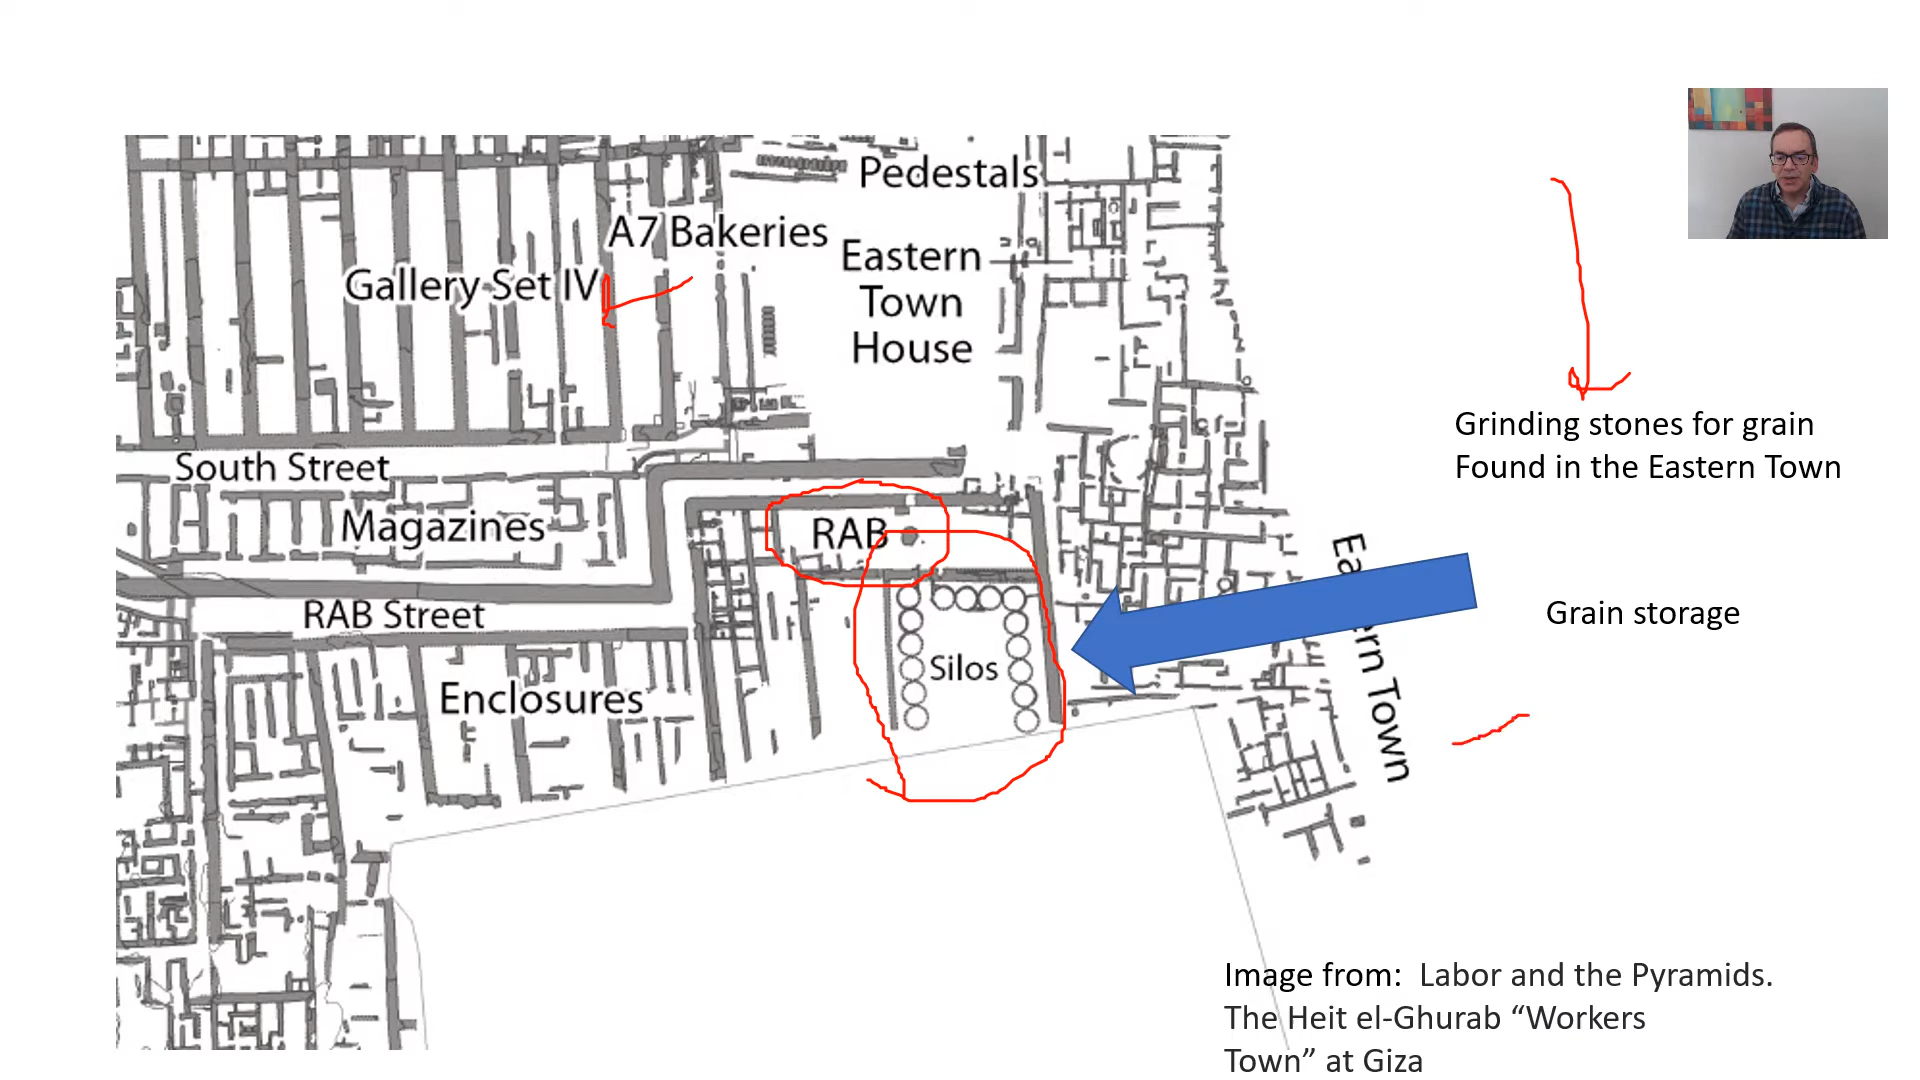 Pedestals
A7 Bakeries
Eastern
Town
House
Gallery Set IV
Grinding stones for grain
Found in the Eastern Town
South Street
Magazines
RAB
Eastern Town
Grain storage
RAB Street
Silos
Enclosures
Image from:  Labor and the Pyramids.
The Heit el-Ghurab “Workers
Town” at Giza